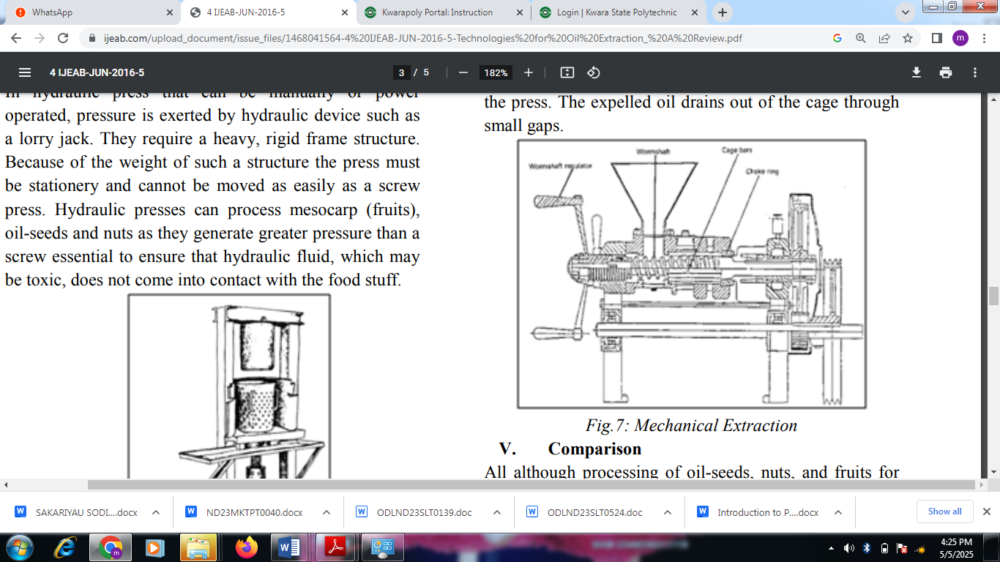 WhatsApp
4 IJEAB-JUN-2016-5
Kwarapoly Portal: Instruction
Login | Kwara State Polytechnic
ijeab.com/upload_document/issue_files/1468041564-4%20IJEAB-JUN-2016-5-Technologies%20for%20Oil%20Extraction_%20A%20Review.pdf
m
4 IJEAB-JUN-2016-5
3 / 5
182%
In hydraulic press that can be manually or power
operated, pressure is exerted by hydraulic device such as
a lorry jack. They require a heavy, rigid frame structure.
Because of the weight of such a structure the press must
be stationery and cannot be moved as easily as a screw
press. Hydraulic presses can process mesocarp (fruits),
oil-seeds and nuts as they generate greater pressure than a
screw essential to ensure that hydraulic fluid, which may
be toxic, does not come into contact with the food stuff.
the press. The expelled oil drains out of the cage through
small gaps.
Wormshaft
Cage bars
Wormshaft regulator
Choke ring
Fig.7: Mechanical Extraction
V. Comparison
All although processing of oil-seeds, nuts, and fruits for
SAKARIYAU SODI....docx
ND23MKTPT0040.docx
ODLND23SLT0139.doc
ODLND23SLT0524.doc
Introduction to P....docx
Show all
4:25 PM
5/5/2025